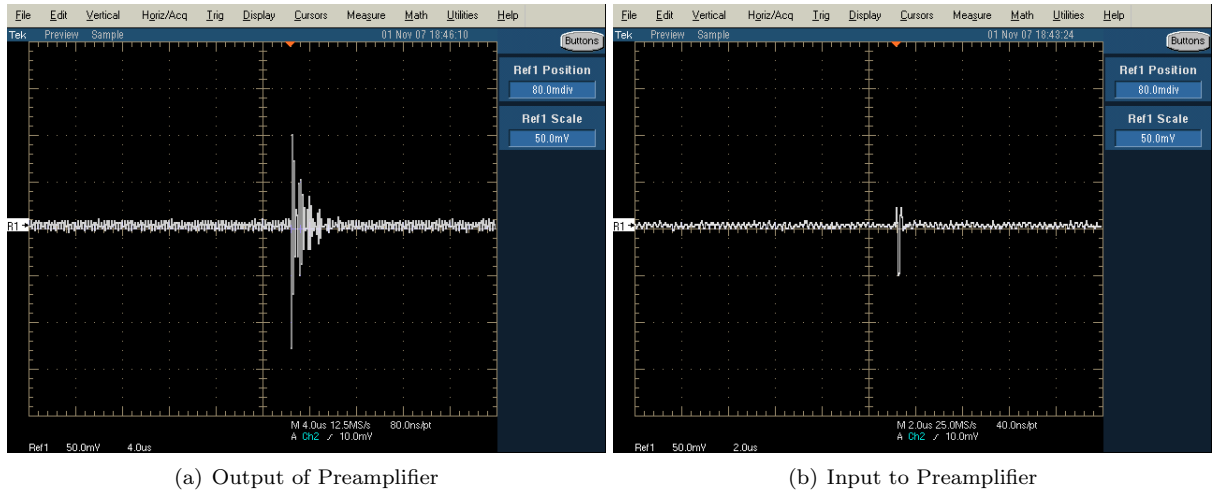 File Edit Vertical Horiz/Acq Trig Display Cursors Measure Math Utilities Help
Tek Preview Sample 01 Nov 07 18:46:10
Buttons
Ref1 Position
80.0mdiv
Ref1 Scale
50.0mV
R1
M 4.0us 12.5MS/s 80.0ns/pt
A Ch2 / 10.0mV
Ref1 50.0mV 4.0us
(a) Output of Preamplifier
File Edit Vertical Horiz/Acq Trig Display Cursors Measure Math Utilities Help
Tek Preview Sample 01 Nov 07 18:43:24
Buttons
Ref1 Position
80.0mdiv
Ref1 Scale
50.0mV
R1
M 2.0us 25.0MS/s 40.0ns/pt
A Ch2 / 10.0mV
Ref1 50.0mV 2.0us
(b) Input to Preamplifier